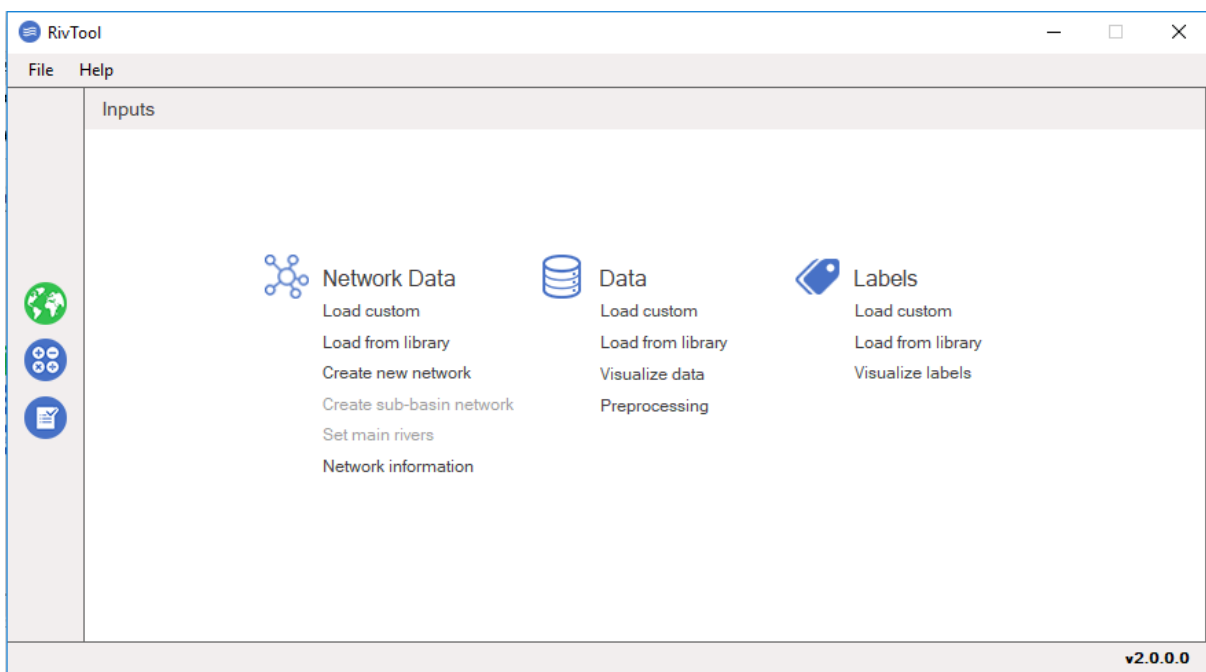 RivTool
File Help
Inputs
Network Data
Load custom
Load from library
Create new network
Create sub-basin network
Set main rivers
Network information
Data
Load custom
Load from library
Visualize data
Preprocessing
Labels
Load custom
Load from library
Visualize labels
v2.0.0.0